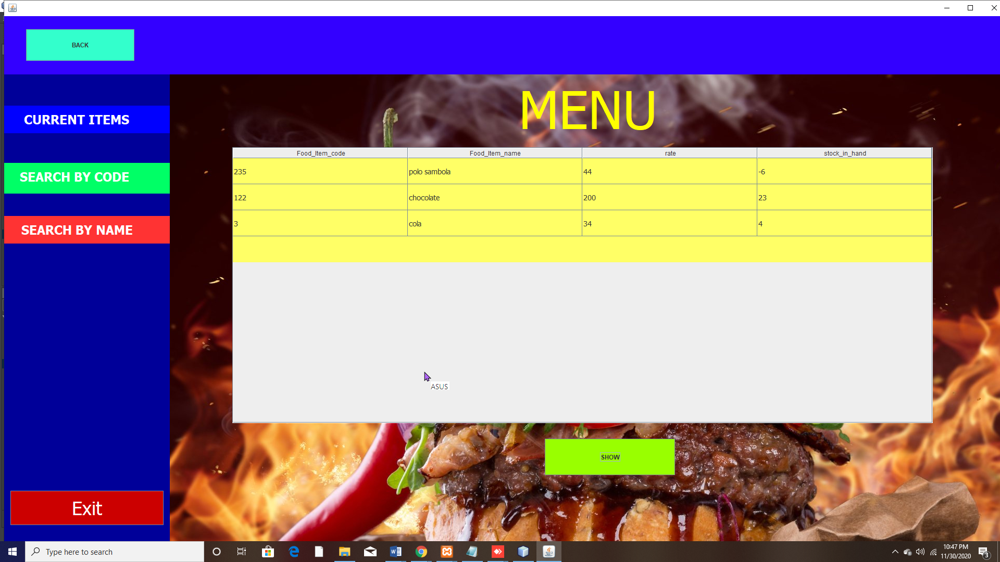 BACK
CURRENT ITEMS
SEARCH BY CODE
SEARCH BY NAME
Exit
MENU
Food_Item_code Food_Item_name rate stock_in_hand
235 polo sambola 44 -6
122 chocolate 200 23
3 cola 34 4
ASUS
SHOW
Type here to search
10:47 PM
11/30/2020
3